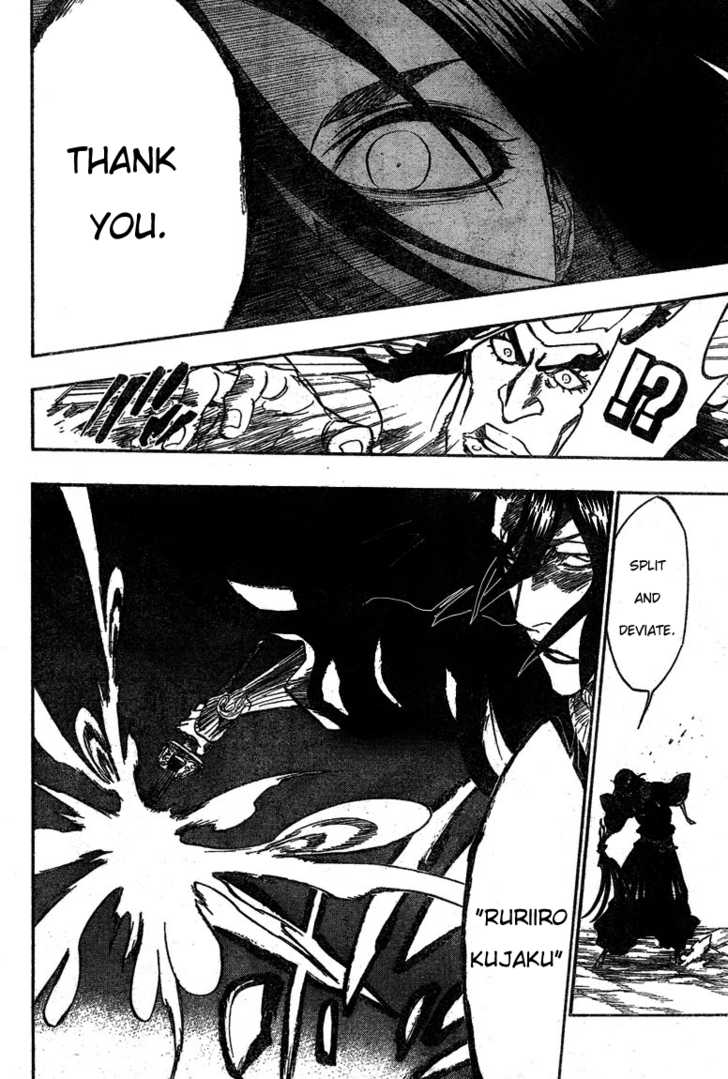 THANK
YOU.
!?
SPLIT
AND
DEVIATE.
"RURIIRO
KUJAKU"